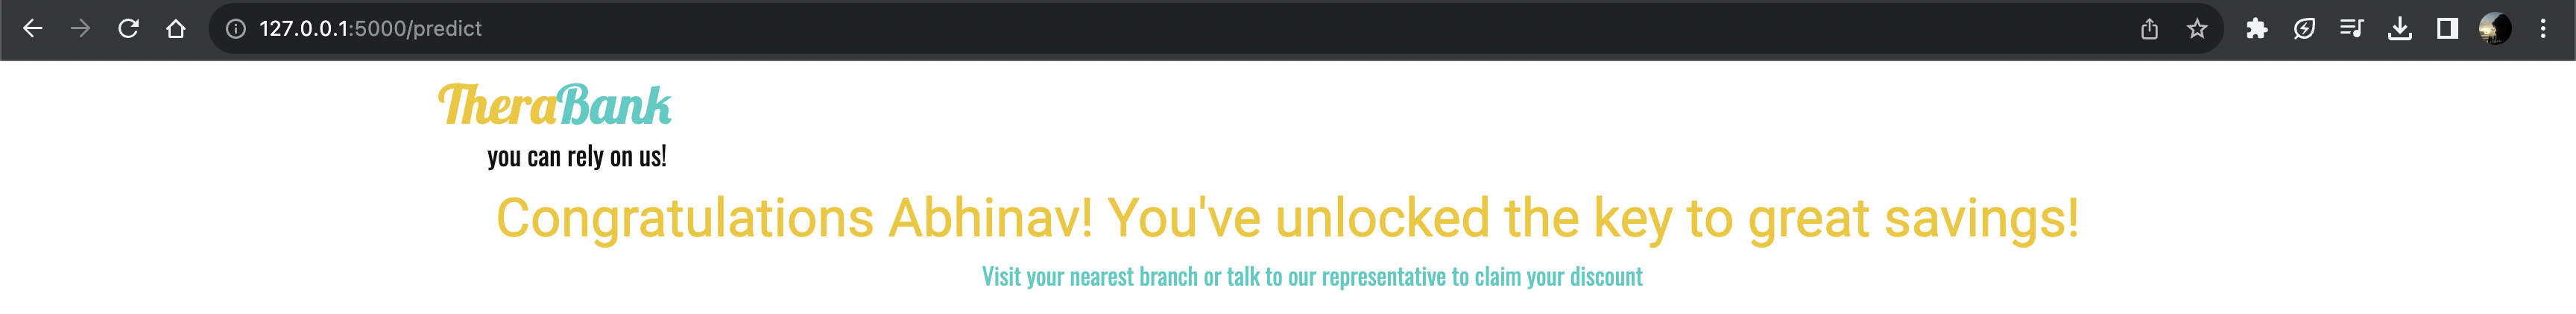 127.0.0.1:5000/predict
TheraBank
you can rely on us!
Congratulations Abhinav! You've unlocked the key to great savings!
Visit your nearest branch or talk to our representative to claim your discount